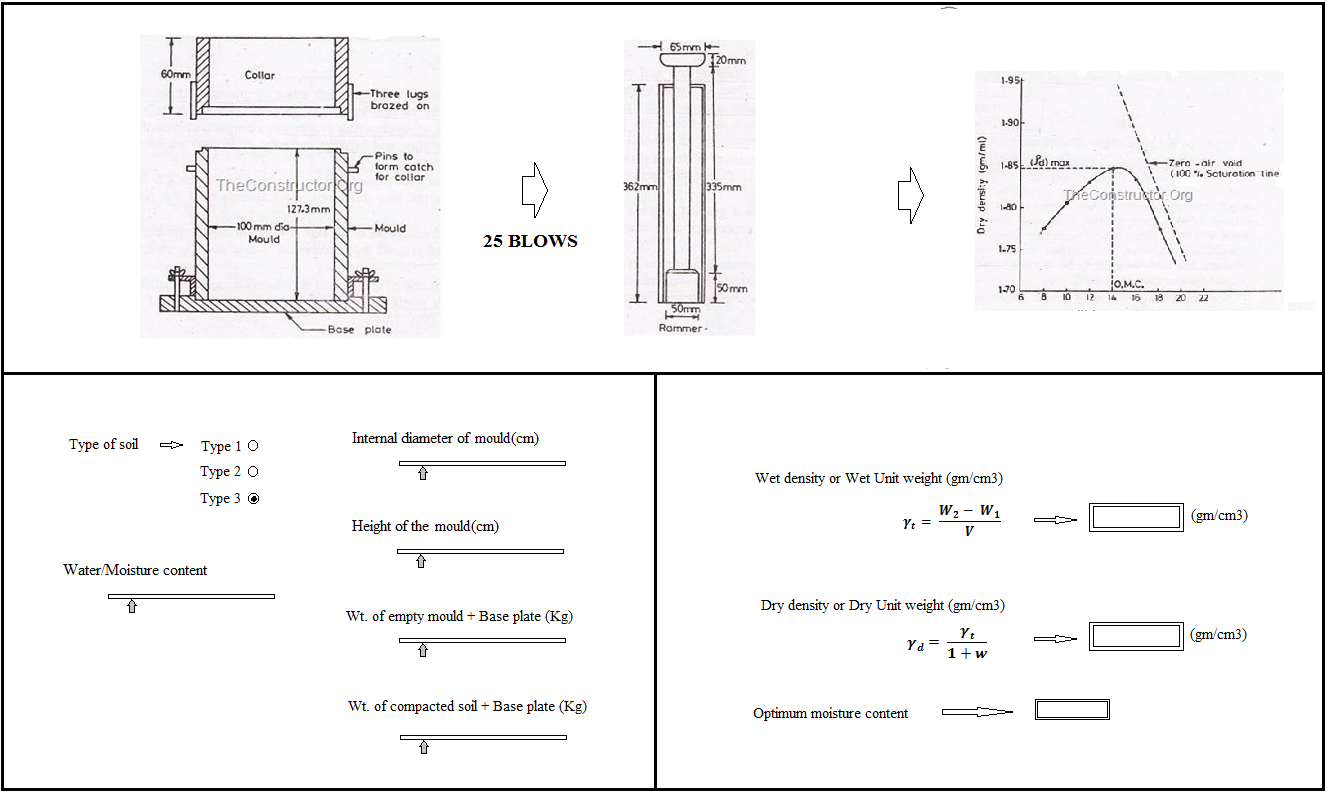 60mm
Collar
Three lugs
brazed on
Pins to
form catch
for collar
TheConstructor.Org
127.3mm
100mm dia
Mould
Mould
Base plate
25 BLOWS
65mm
20mm
362mm
335mm
50mm
50mm
Rammer.
1.95
1.90
1.85
1.80
1.75
1.70
Dry density (gm/ml)
(ρd) max
Zero-air void
(100 % Saturation line
TheConstructor.Org
O.M.C.
6 8 10 12 14 16 18 20 22
Type of soil
Type 1
Type 2
Type 3
Water/Moisture content
Internal diameter of mould(cm)
Height of the mould(cm)
Wt. of empty mould + Base plate (Kg)
Wt. of compacted soil + Base plate (Kg)
Wet density or Wet Unit weight (gm/cm3)
γt = (W2 − W1) / V
(gm/cm3)
Dry density or Dry Unit weight (gm/cm3)
γd = γt / (1 + w)
(gm/cm3)
Optimum moisture content